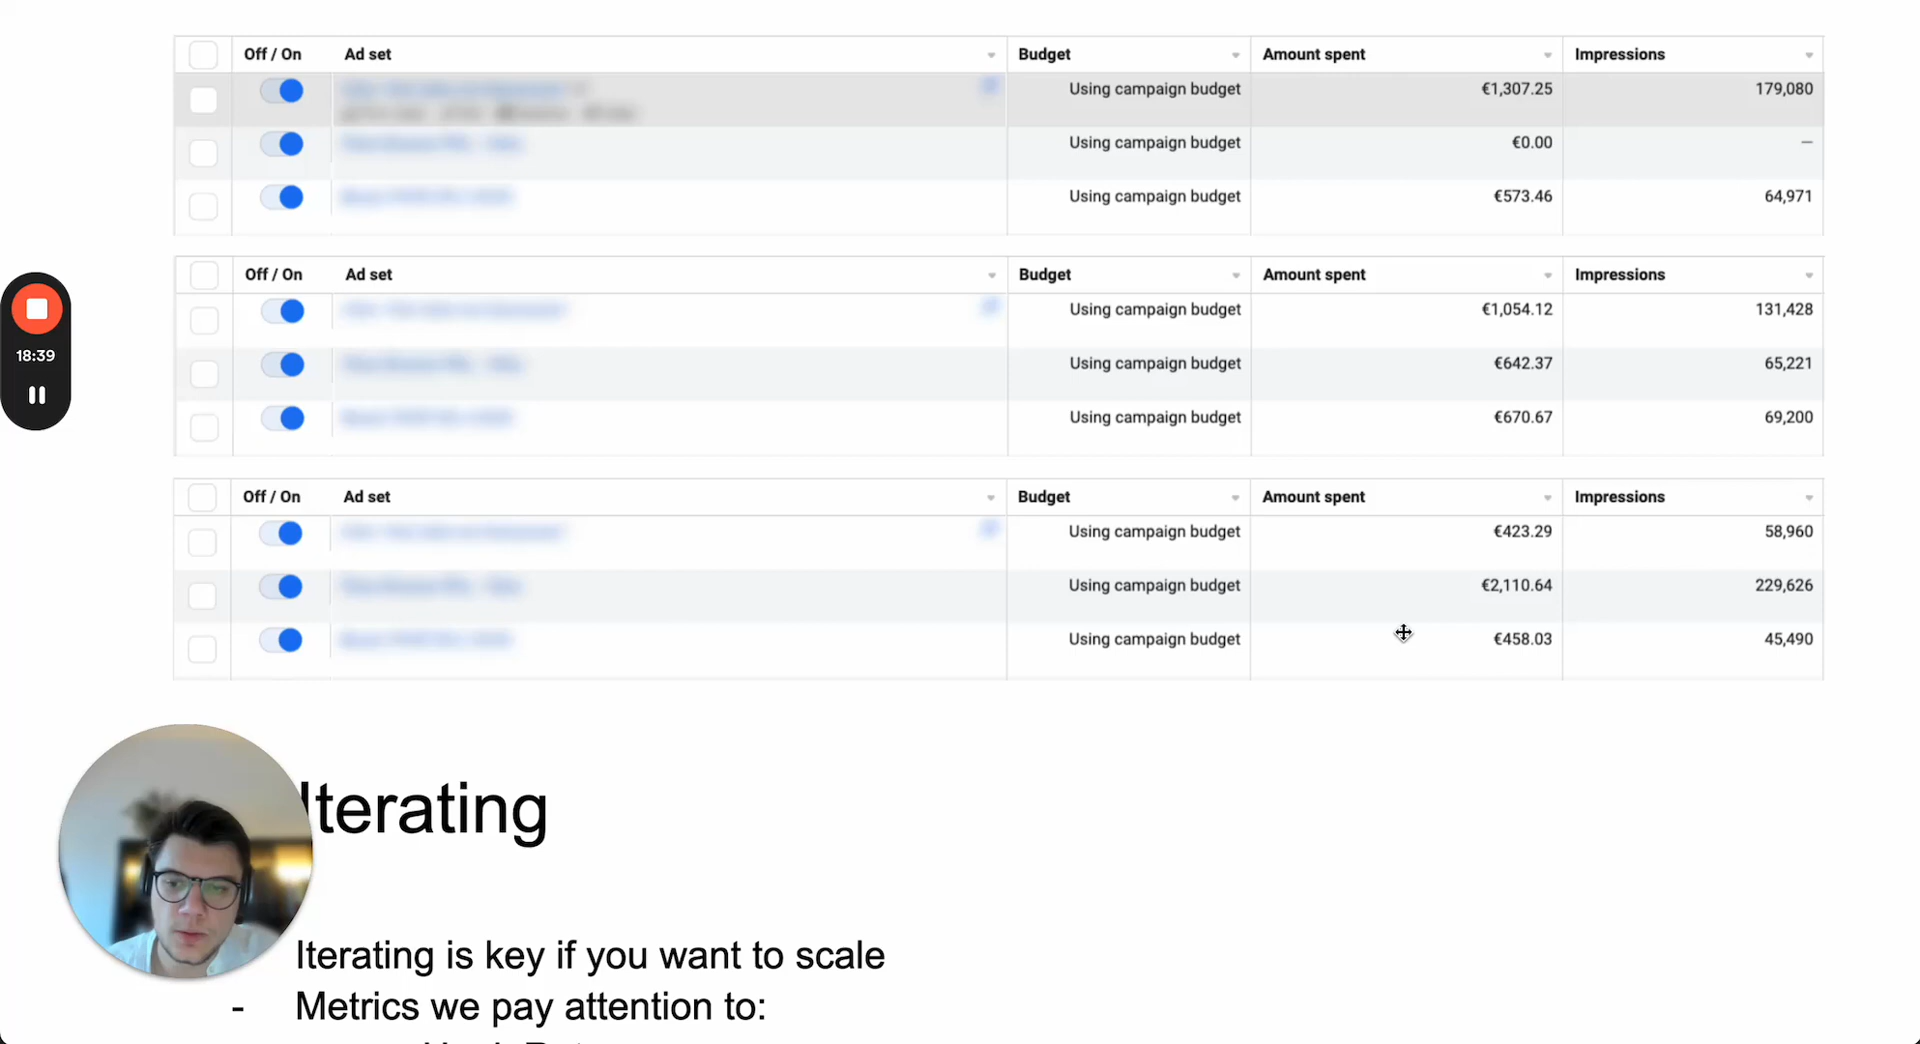 Off / On Ad set Budget Amount spent Impressions
Using campaign budget €1,307.25 179,080
Using campaign budget €0.00 —
Using campaign budget €573.46 64,971
Off / On Ad set Budget Amount spent Impressions
Using campaign budget €1,054.12 131,428
Using campaign budget €642.37 65,221
Using campaign budget €670.67 69,200
Off / On Ad set Budget Amount spent Impressions
Using campaign budget €423.29 58,960
Using campaign budget €2,110.64 229,626
Using campaign budget €458.03 45,490
18:39
Iterating
Iterating is key if you want to scale
- Metrics we pay attention to: